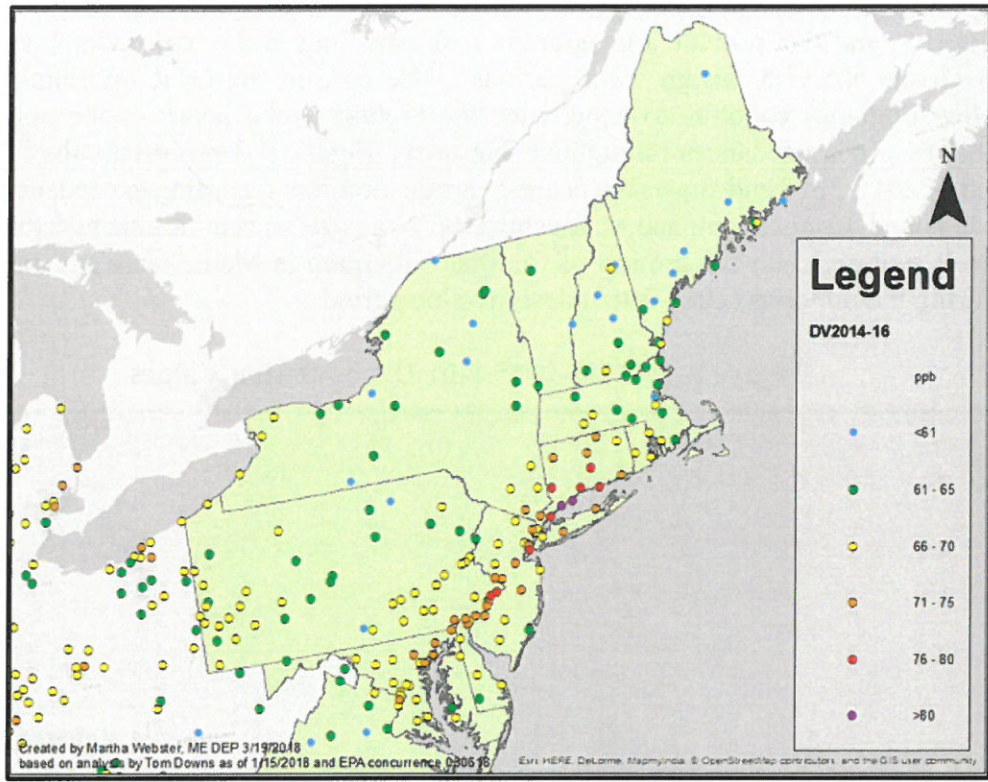 N
Legend
DV2014-16
ppb
<61
61 - 65
66 - 70
71 - 75
76 - 80
>80
Created by Martha Webster, ME DEP 3/19/2018
based on analysis by Tom Downs as of 1/15/2018 and EPA concurrence 030618
Esri, HERE, DeLorme, MapmyIndia, © OpenStreetMap contributors, and the GIS user community